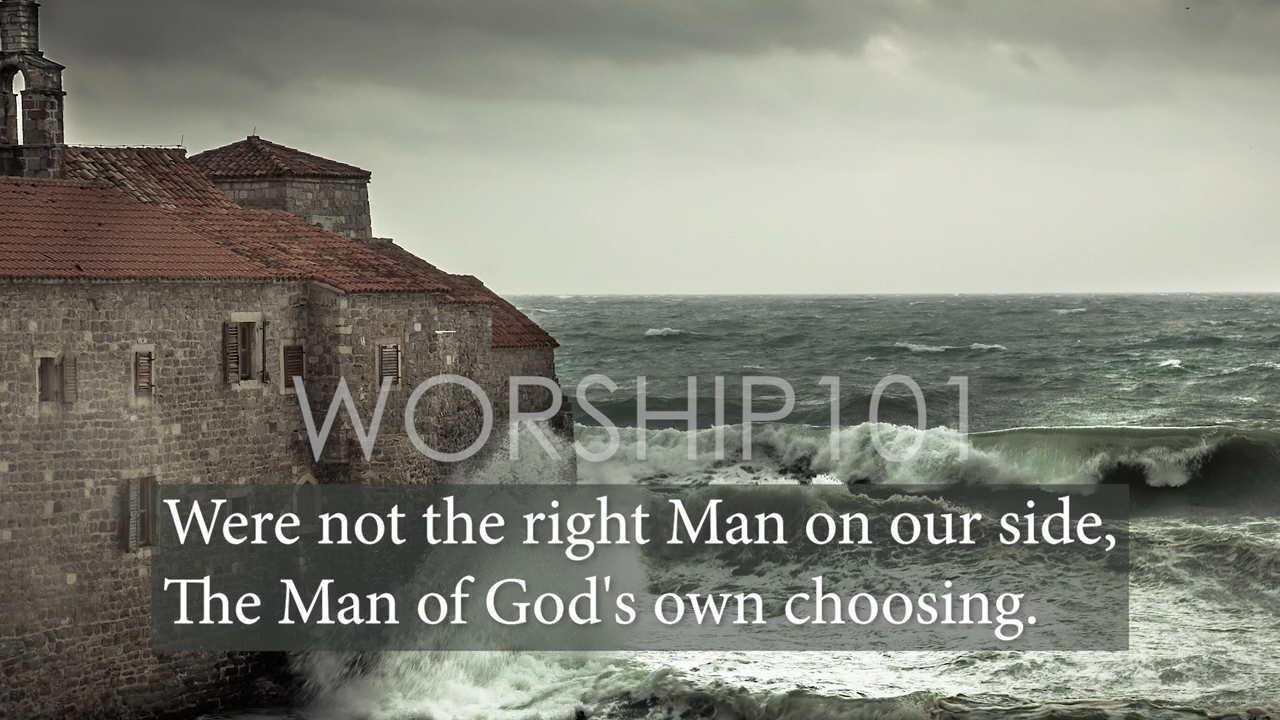 WORSHIP101
Were not the right Man on our side,
The Man of God's own choosing.